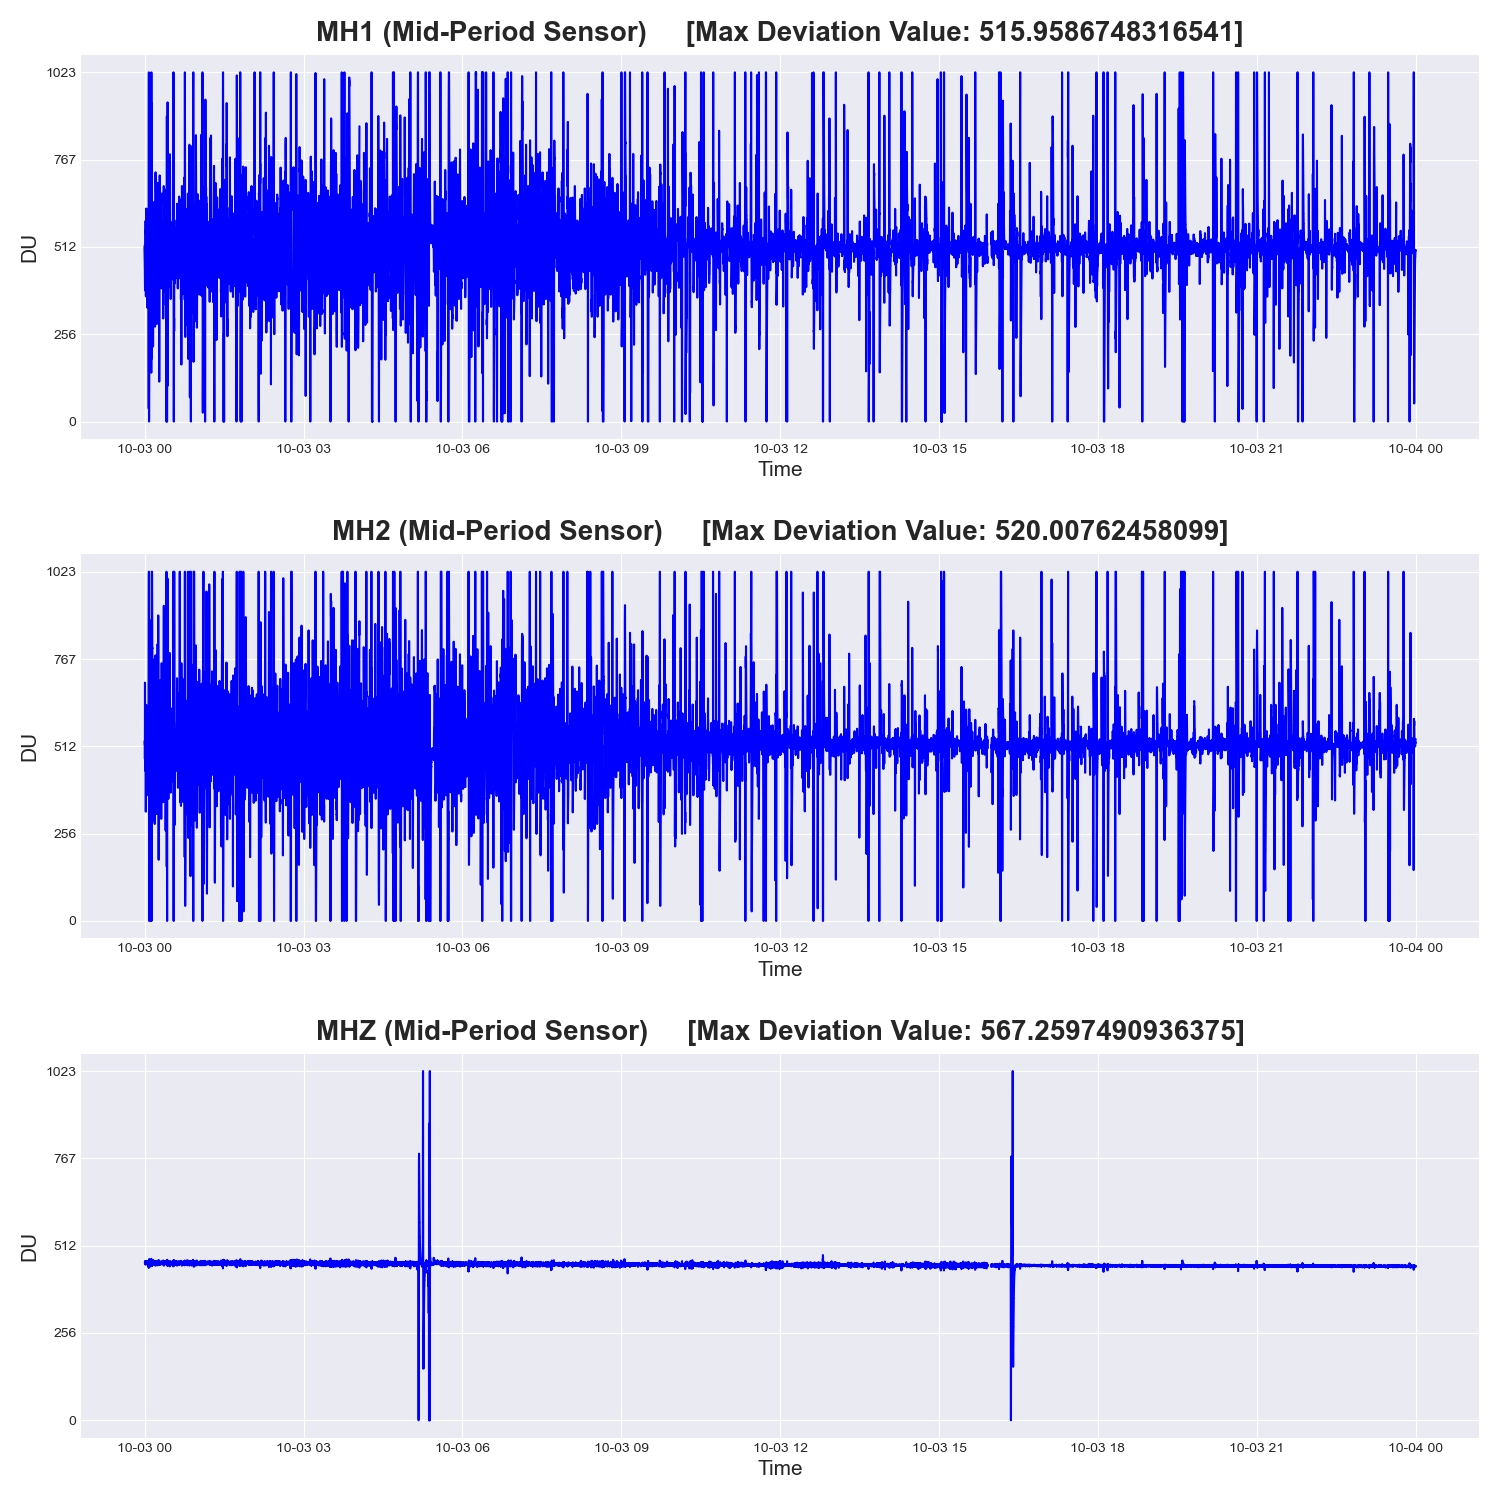 MH1 (Mid-Period Sensor) [Max Deviation Value: 515.9586748316541]
1023
767
512
256
0
DU
10-03 00 10-03 03 10-03 06 10-03 09 10-03 12 10-03 15 10-03 18 10-03 21 10-04 00
Time
MH2 (Mid-Period Sensor) [Max Deviation Value: 520.00762458099]
1023
767
512
256
0
DU
10-03 00 10-03 03 10-03 06 10-03 09 10-03 12 10-03 15 10-03 18 10-03 21 10-04 00
Time
MHZ (Mid-Period Sensor) [Max Deviation Value: 567.2597490936375]
1023
767
512
256
0
DU
10-03 00 10-03 03 10-03 06 10-03 09 10-03 12 10-03 15 10-03 18 10-03 21 10-04 00
Time